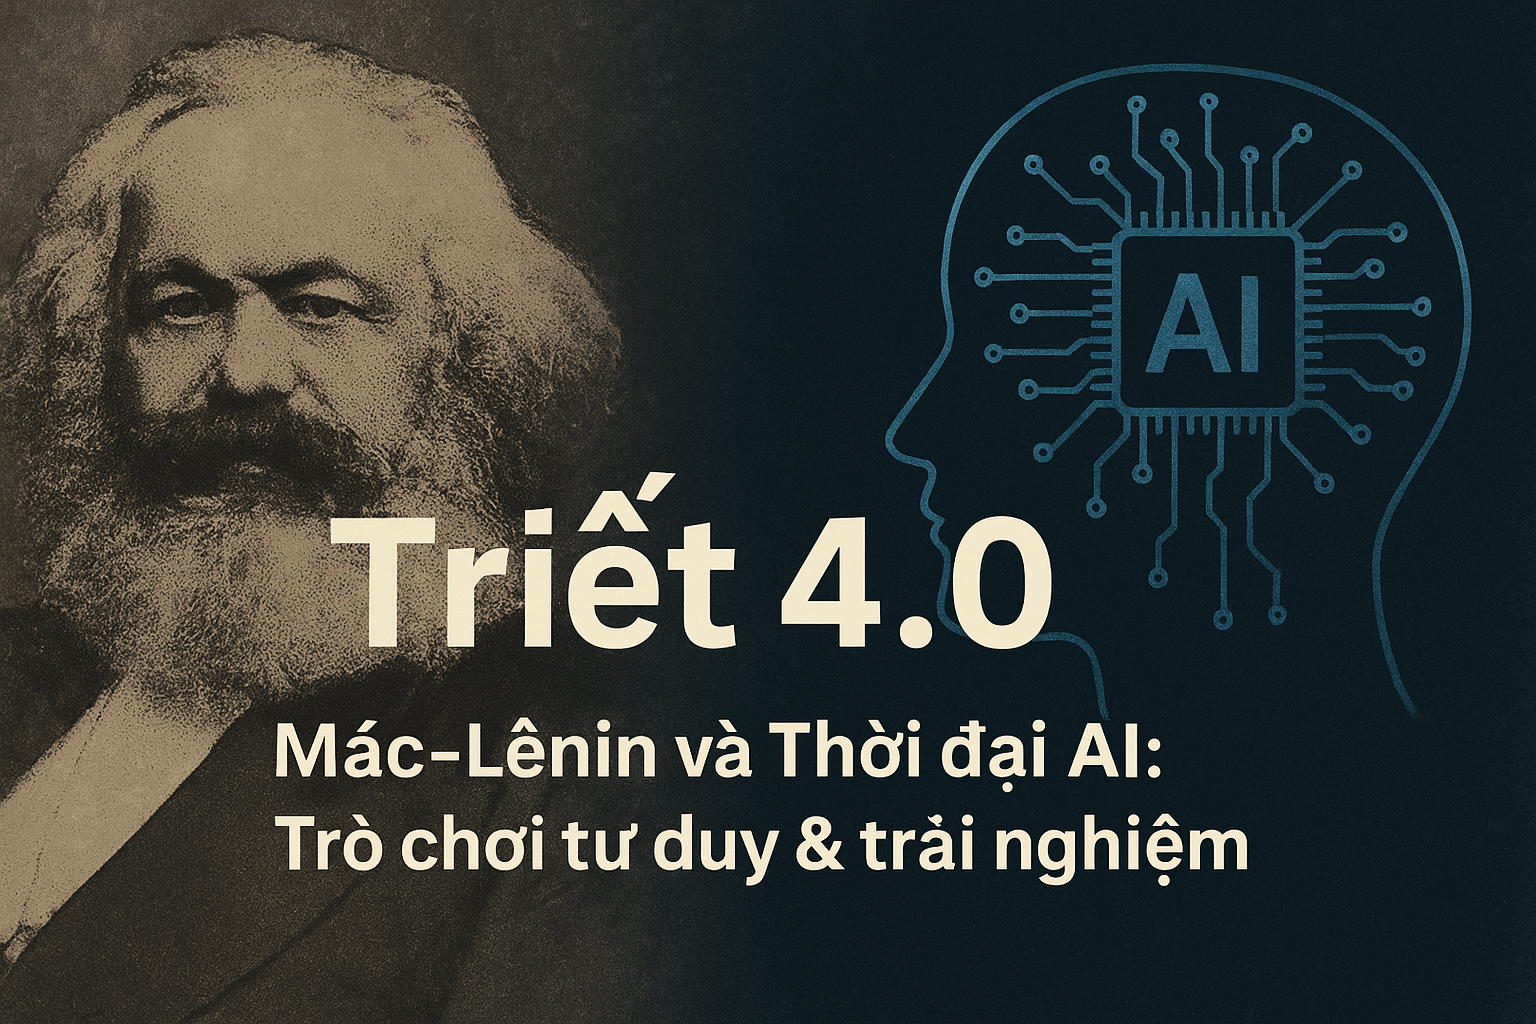 AI
Triết 4.0
Mác-Lênin và Thời đại AI:
Trò chơi tư duy & trải nghiệm